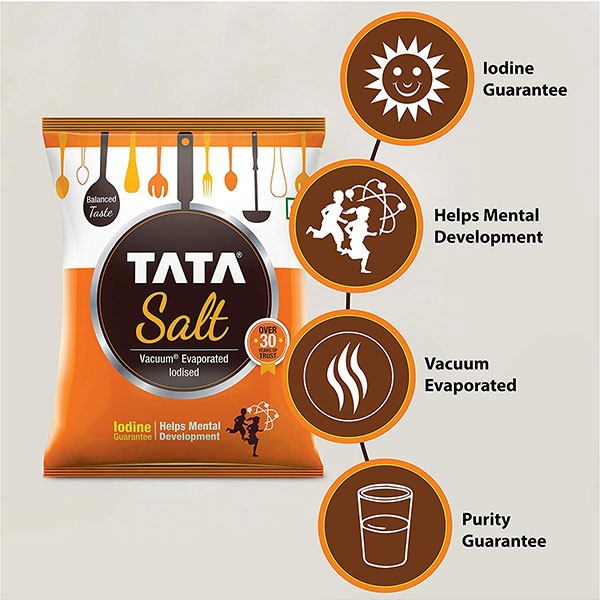 Balanced
Taste
TATA®
Salt
Vacuum® Evaporated
Iodised
OVER
30
YEARS OF
TRUST
Iodine
Guarantee
Helps Mental
Development
Iodine
Guarantee
Helps Mental
Development
Vacuum
Evaporated
Purity
Guarantee